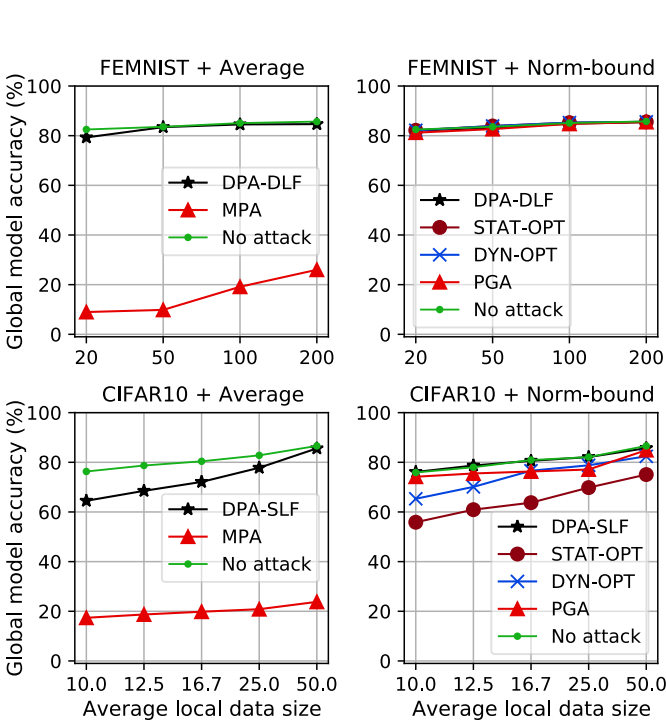 FEMNIST + Average
Global model accuracy (%)
100
80
60
40
20
0
DPA-DLF
MPA
No attack
20 50 100 200
FEMNIST + Norm-bound
100
80
60
40
20
0
DPA-DLF
STAT-OPT
DYN-OPT
PGA
No attack
20 50 100 200
CIFAR10 + Average
Global model accuracy (%)
100
80
60
40
20
0
DPA-SLF
MPA
No attack
10.0 12.5 16.7 25.0 50.0
Average local data size
CIFAR10 + Norm-bound
100
80
60
40
20
0
DPA-SLF
STAT-OPT
DYN-OPT
PGA
No attack
10.0 12.5 16.7 25.0 50.0
Average local data size